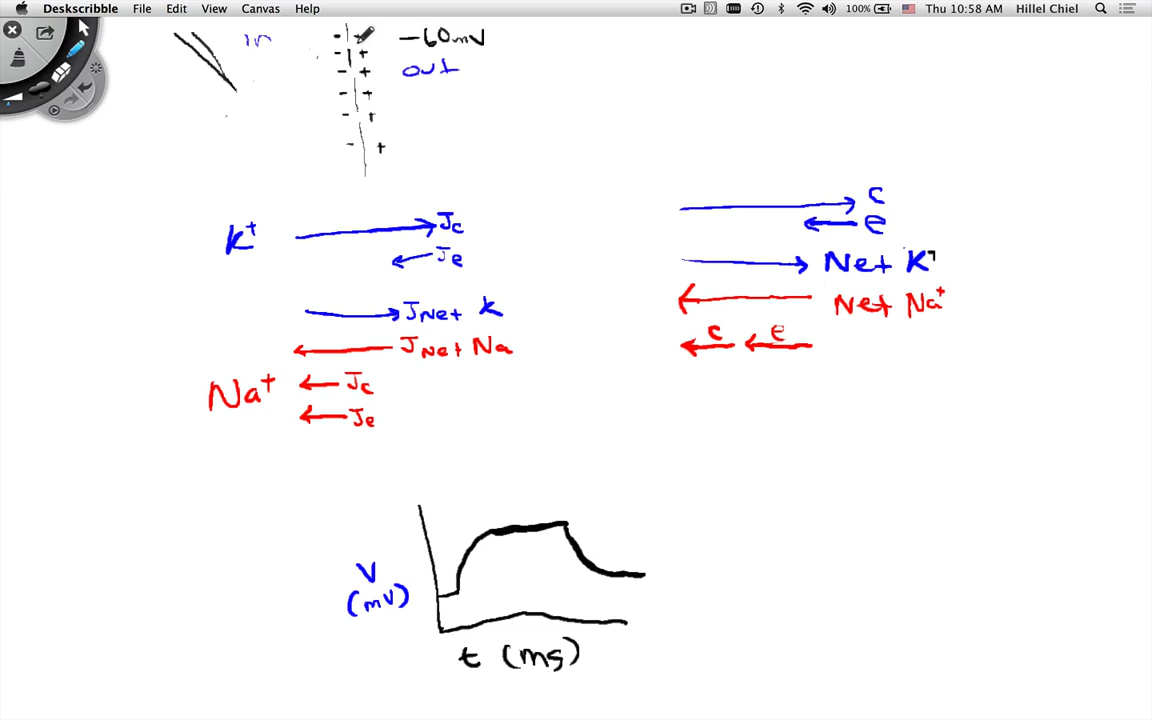 Deskscribble File Edit View Canvas Help 100% Thu 10:58 AM Hillel Chiel
in
- + -60mV
- +
- + out
- +
- +
- +
K+ Jc
Je
JNet K
JNet Na
Na+ Jc
Je
c
e
Net K+
Net Na+
c e
V
(mV)
t (ms)